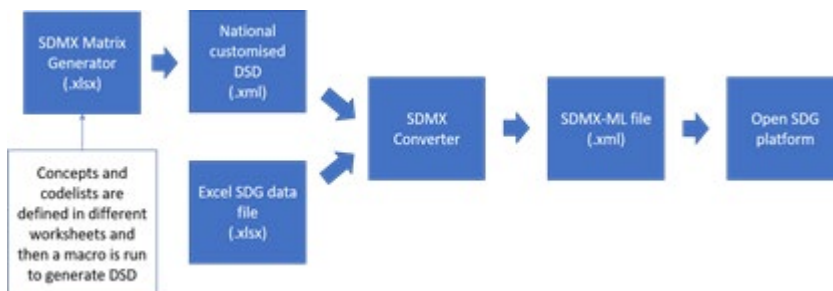 SDMX Matrix
Generator
(.xlsx)
National
customised
DSD
(.xml)
Concepts and
codelists are
defined in different
worksheets and
then a macro is run
to generate DSD
Excel SDG data
file
(.xlsx)
SDMX
Converter
SDMX-ML file
(.xml)
Open SDG
platform